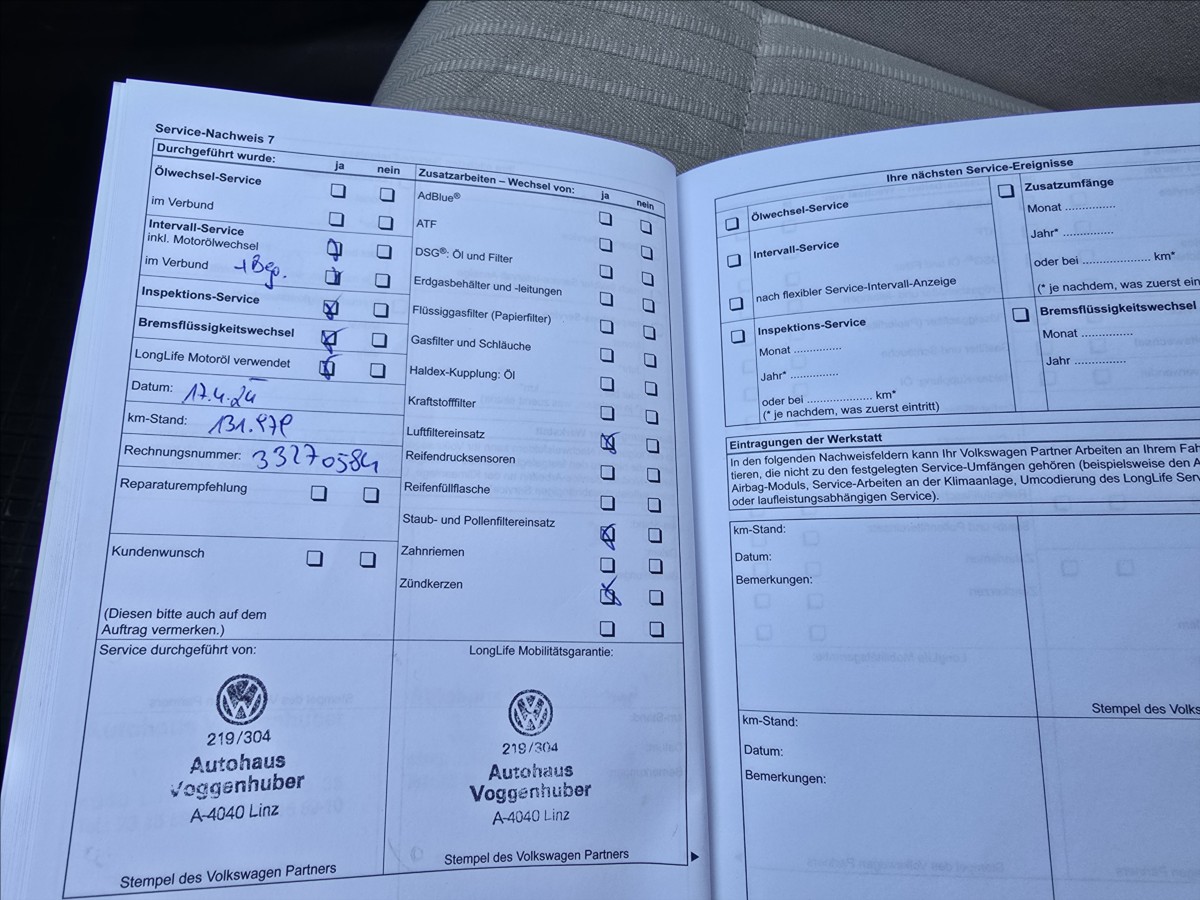 Service-Nachweis 7
Durchgeführt wurde: ja nein
Ölwechsel-Service
im Verbund
Intervall-Service
inkl. Motorölwechsel
im Verbund
Inspektions-Service
Bremsflüssigkeitswechsel
LongLife Motoröl verwendet
Datum: 17.4.24
km-Stand:
Rechnungsnummer: 33270584
Reparaturempfehlung
Kundenwunsch
(Diesen bitte auch auf dem
Auftrag vermerken.)
Zusatzarbeiten – Wechsel von: ja nein
AdBlue®
ATF
DSG®: Öl und Filter
Erdgasbehälter und -leitungen
Flüssiggasfilter (Papierfilter)
Gasfilter und Schläuche
Haldex-Kupplung: Öl
Kraftstofffilter
Luftfiltereinsatz
Reifendrucksensoren
Reifenfüllflasche
Staub- und Pollenfiltereinsatz
Zahnriemen
Zündkerzen
Service durchgeführt von:
219/304
Autohaus
Voggenhuber
A-4040 Linz
Stempel des Volkswagen Partners
LongLife Mobilitätsgarantie:
219/304
Autohaus
Voggenhuber
A-4040 Linz
Stempel des Volkswagen Partners
Ihre nächsten Service-Ereignisse
Ölwechsel-Service
Intervall-Service
nach flexibler Service-Intervall-Anzeige
Inspektions-Service
Monat ..............
Jahr* ..............
oder bei .................... km*
(* je nachdem, was zuerst eintritt)
Zusatzumfänge
Monat ..............
Jahr* ..............
oder bei .................... km*
(* je nachdem, was zuerst ein
Bremsflüssigkeitswechsel
Monat ..............
Jahr ..............
Eintragungen der Werkstatt
In den folgenden Nachweisfeldern kann Ihr Volkswagen Partner Arbeiten an Ihrem Fah
tieren, die nicht zu den festgelegten Service-Umfängen gehören (beispielsweise den A
Airbag-Moduls, Service-Arbeiten an der Klimaanlage, Umcodierung des LongLife Serv
oder laufleistungsabhängigen Service).
km-Stand:
Datum:
Bemerkungen:
Stempel des Volks
km-Stand:
Datum:
Bemerkungen: